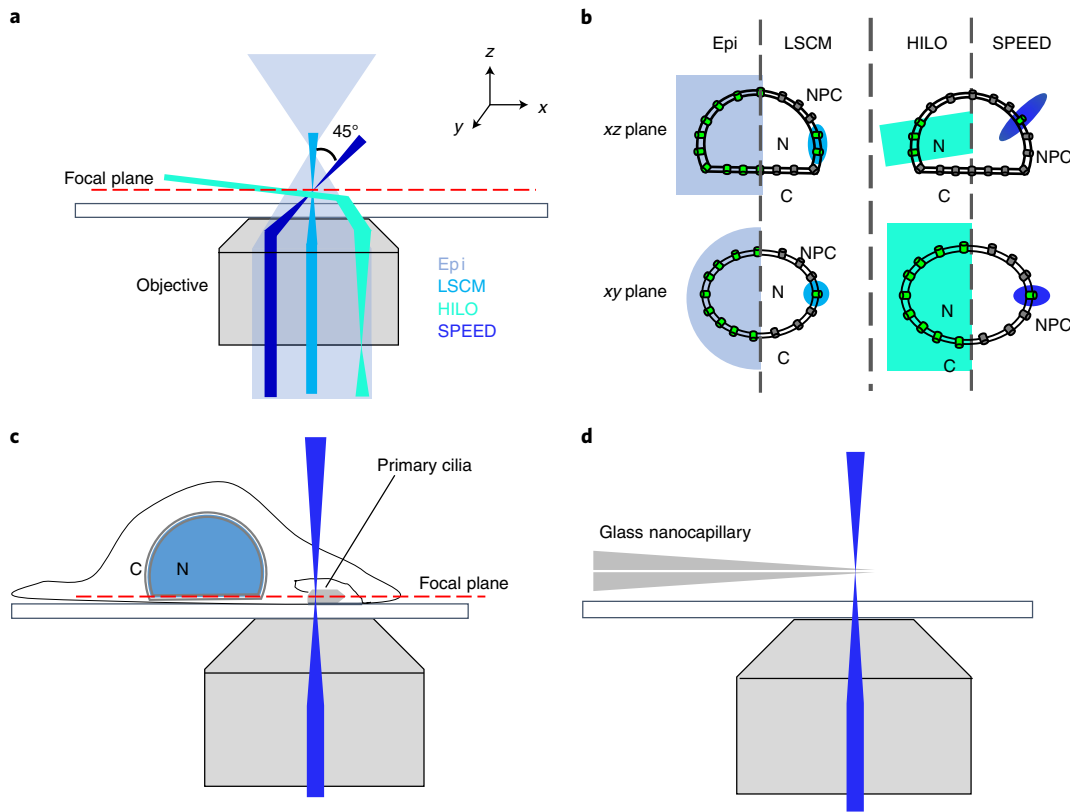 a
z
x
y
45°
Focal plane
Objective
Epi
LSCM
HILO
SPEED
b
Epi LSCM HILO SPEED
NPC
xz plane
N
N
NPC
C
C
NPC
xy plane
N
N
NPC
C
C
c
Primary cilia
C N
Focal plane
d
Glass nanocapillary